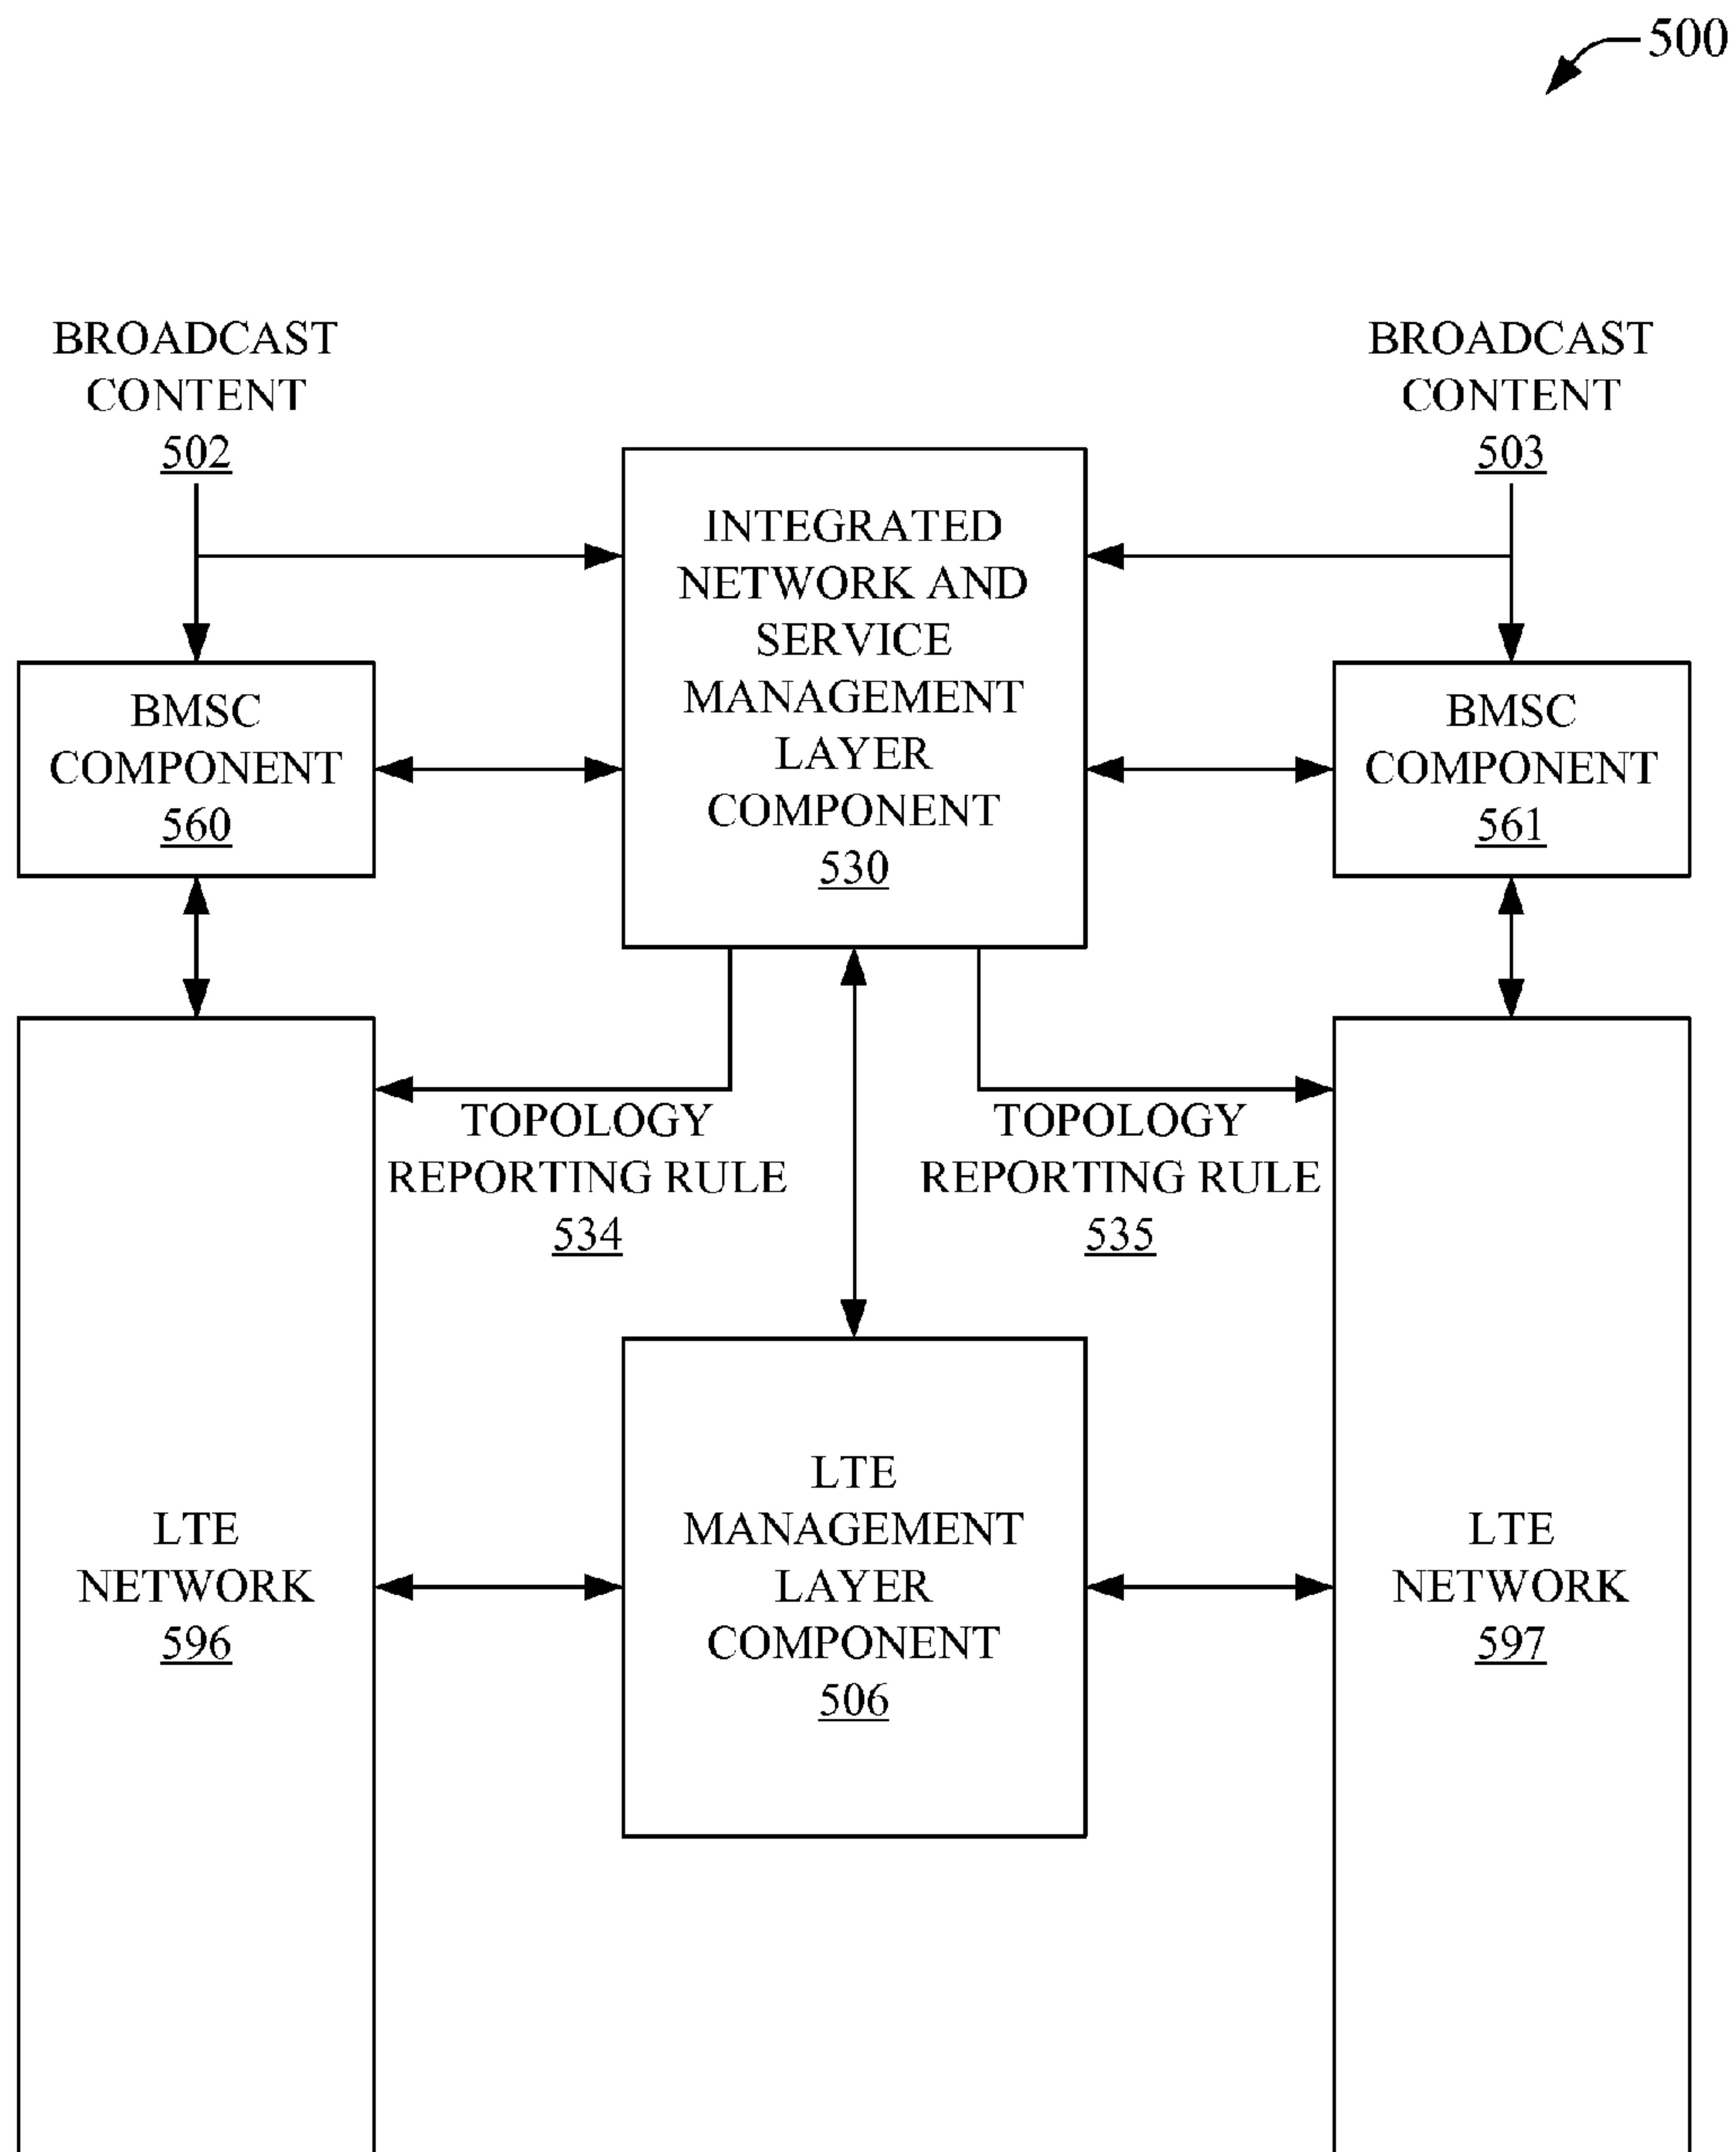 500
BROADCAST
CONTENT
502
BROADCAST
CONTENT
503
INTEGRATED
NETWORK AND
SERVICE
MANAGEMENT
LAYER
COMPONENT
530
BMSC
COMPONENT
560
BMSC
COMPONENT
561
TOPOLOGY
REPORTING RULE
534
TOPOLOGY
REPORTING RULE
535
LTE
NETWORK
596
LTE
MANAGEMENT
LAYER
COMPONENT
506
LTE
NETWORK
597